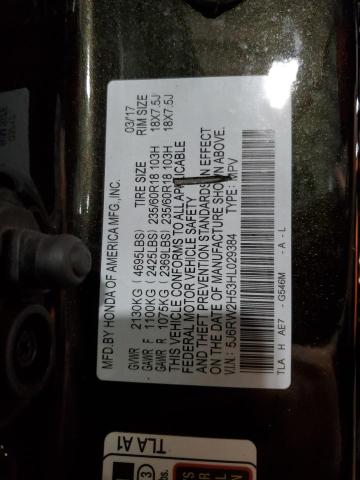 MFD.BY HONDA OF AMERICA MFG.,INC. 03/17
GVWR 2130KG ( 4695LBS) TIRE SIZE RIM SIZE
GAWR F 1100KG ( 2425LBS) 235/60R18 103H 18X7.5J
GAWR R 1075KG ( 2369LBS) 235/60R18 103H 18X7.5J
THIS VEHICLE CONFORMS TO ALL APPLICABLE
FEDERAL MOTOR VEHICLE SAFETY
AND THEFT PREVENTION STANDARDS IN EFFECT
ON THE DATE OF MANUFACTURE SHOWN ABOVE.
V.I.N.: 5J6RW2H53HL029384 TYPE: MPV
TLA H AE7 - G546M - A - L
TLA A1